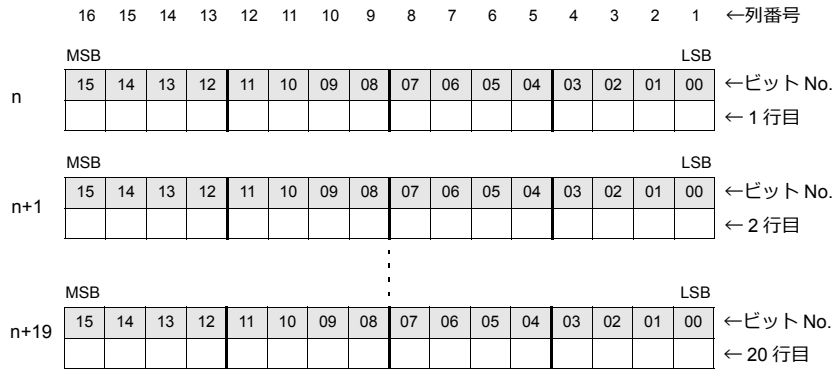 16 15 14 13 12 11 10 9 8 7 6 5 4 3 2 1 ←列番号
MSB LSB
n 15 14 13 12 11 10 09 08 07 06 05 04 03 02 01 00 ←ビット No.
←1 行目
MSB LSB
n+1 15 14 13 12 11 10 09 08 07 06 05 04 03 02 01 00 ←ビット No.
←2 行目
MSB LSB
n+19 15 14 13 12 11 10 09 08 07 06 05 04 03 02 01 00 ←ビット No.
←20 行目